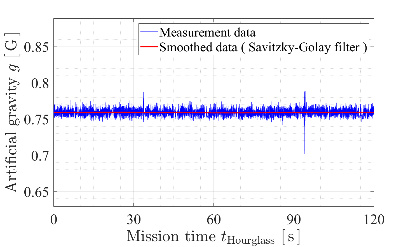 Measurement data
Smoothed data ( Savitzky-Golay filter )
Artificial gravity g [ G ]
0.85
0.8
0.75
0.7
0.65
0
30
60
90
120
Mission time tHourglass [ s ]